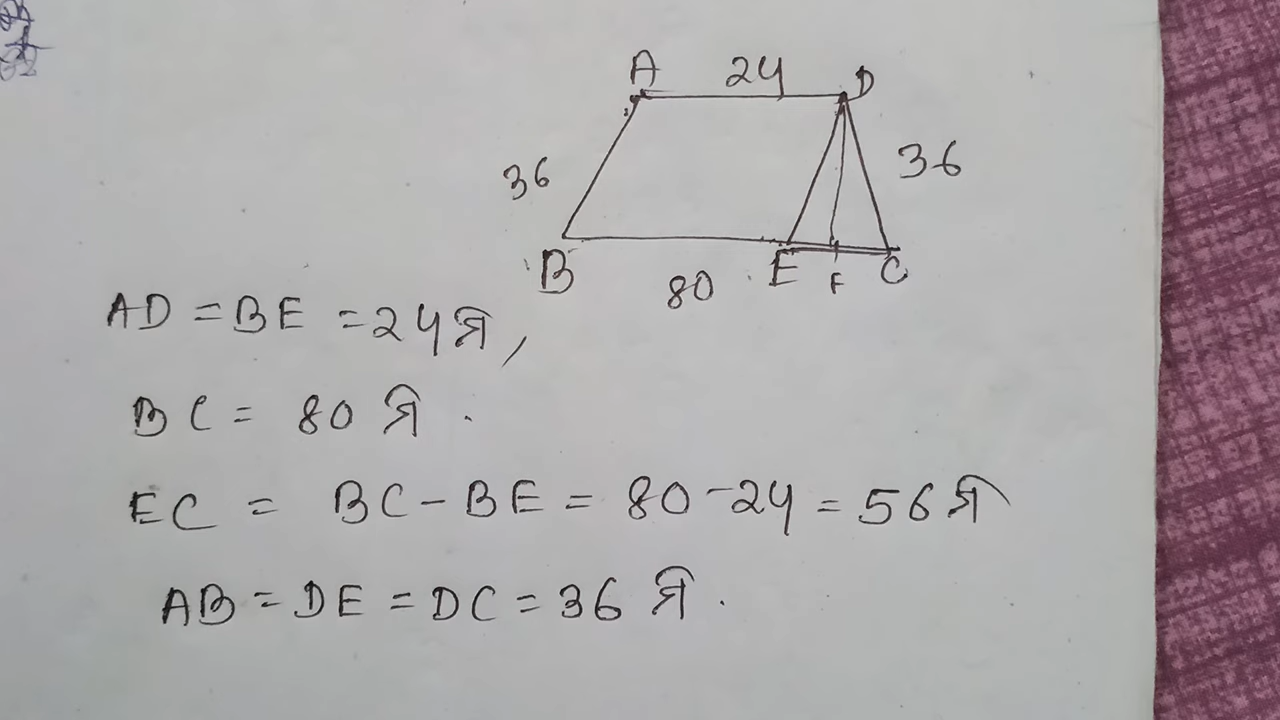 A 24 D
36 36
B 80 E F C
AD = BE = 24
BC = 80
EC = BC - BE = 80 - 24 = 56
AB = DE = DC = 36